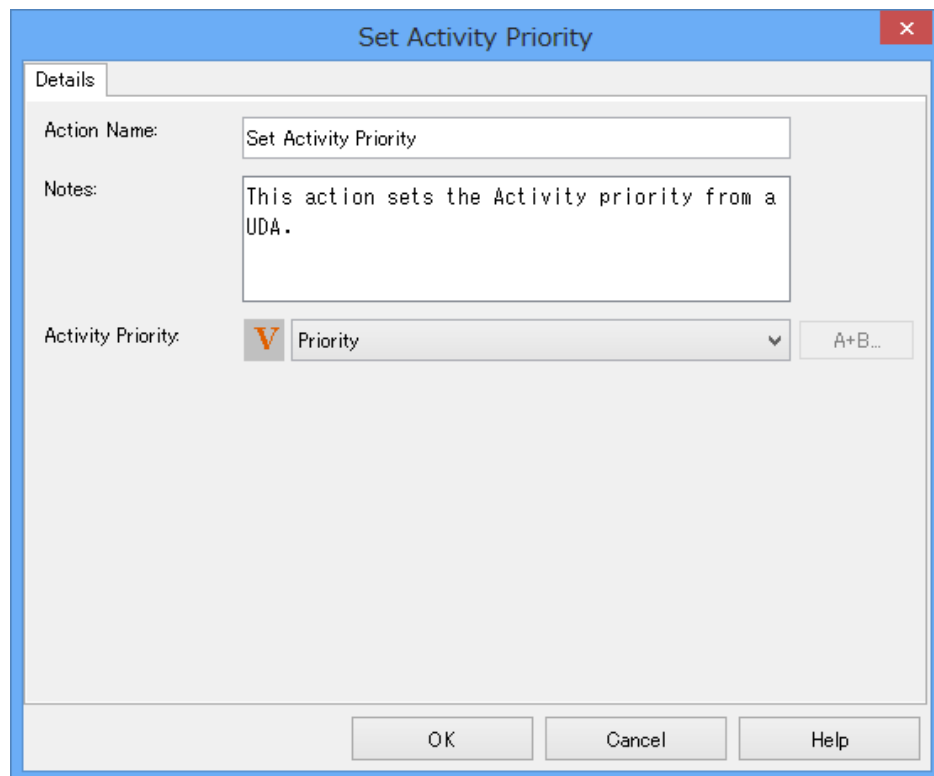 Set Activity Priority
×
Details
Action Name:
Set Activity Priority
Notes:
This action sets the Activity priority from a
UDA.
Activity Priority:
V
Priority
A+B...
OK
Cancel
Help